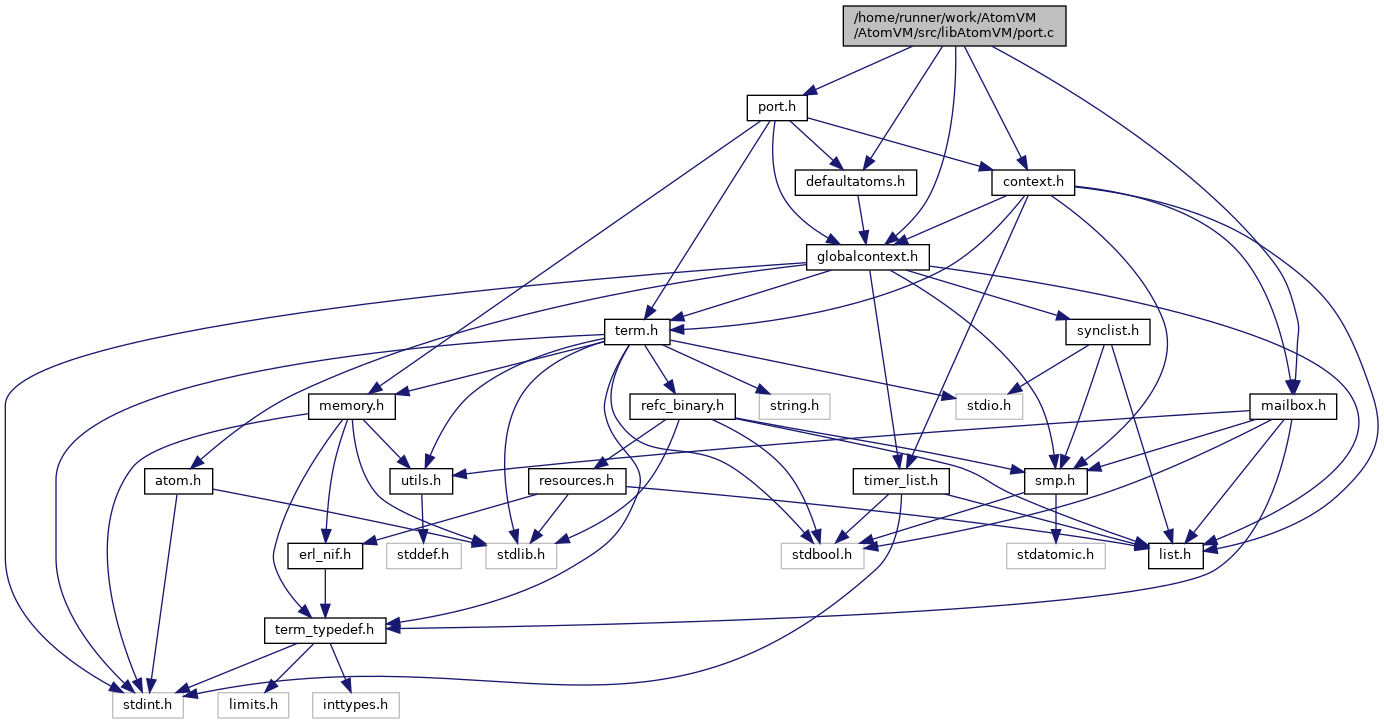 /home/runner/work/AtomVM
/AtomVM/src/libAtomVM/port.c
port.h
defaultatoms.h
context.h
globalcontext.h
term.h
synclist.h
memory.h
refc_binary.h
string.h
stdio.h
mailbox.h
atom.h
utils.h
resources.h
timer_list.h
smp.h
erl_nif.h
stddef.h
stdlib.h
stdbool.h
stdatomic.h
list.h
term_typedef.h
stdint.h
limits.h
inttypes.h